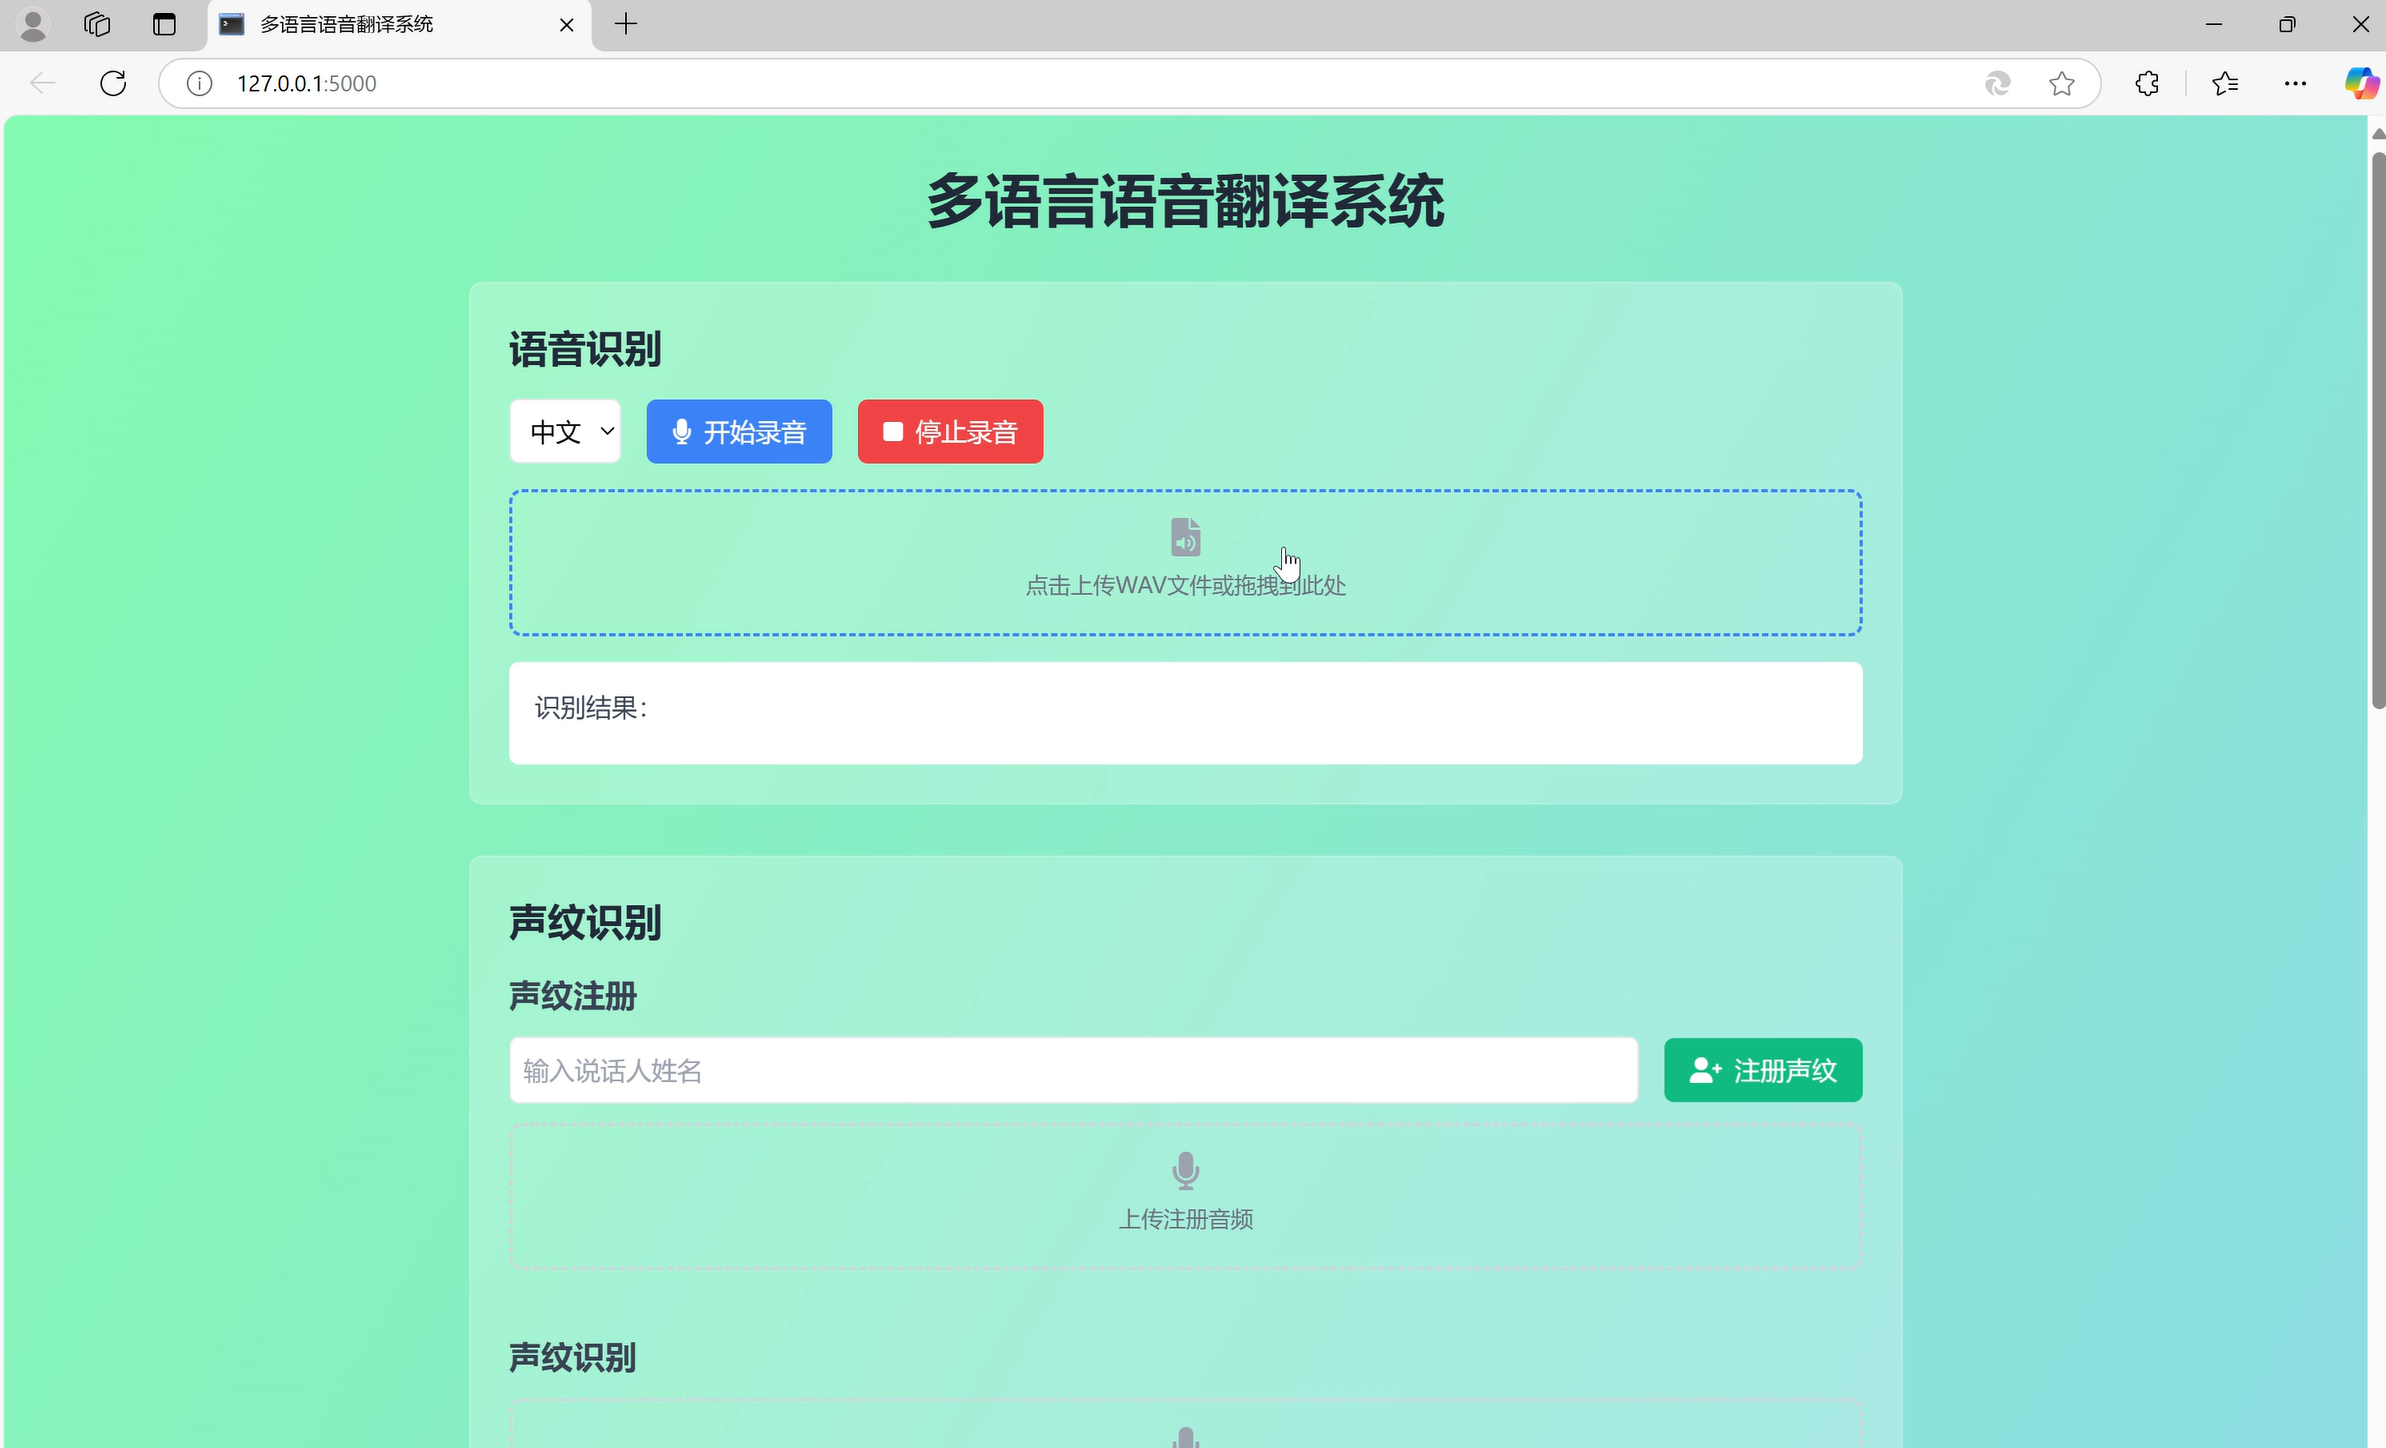 多语言语音翻译系统
127.0.0.1:5000
多语言语音翻译系统
语音识别
中文
开始录音
停止录音
点击上传WAV文件或拖拽到此处
识别结果：
声纹识别
声纹注册
输入说话人姓名
注册声纹
上传注册音频
声纹识别